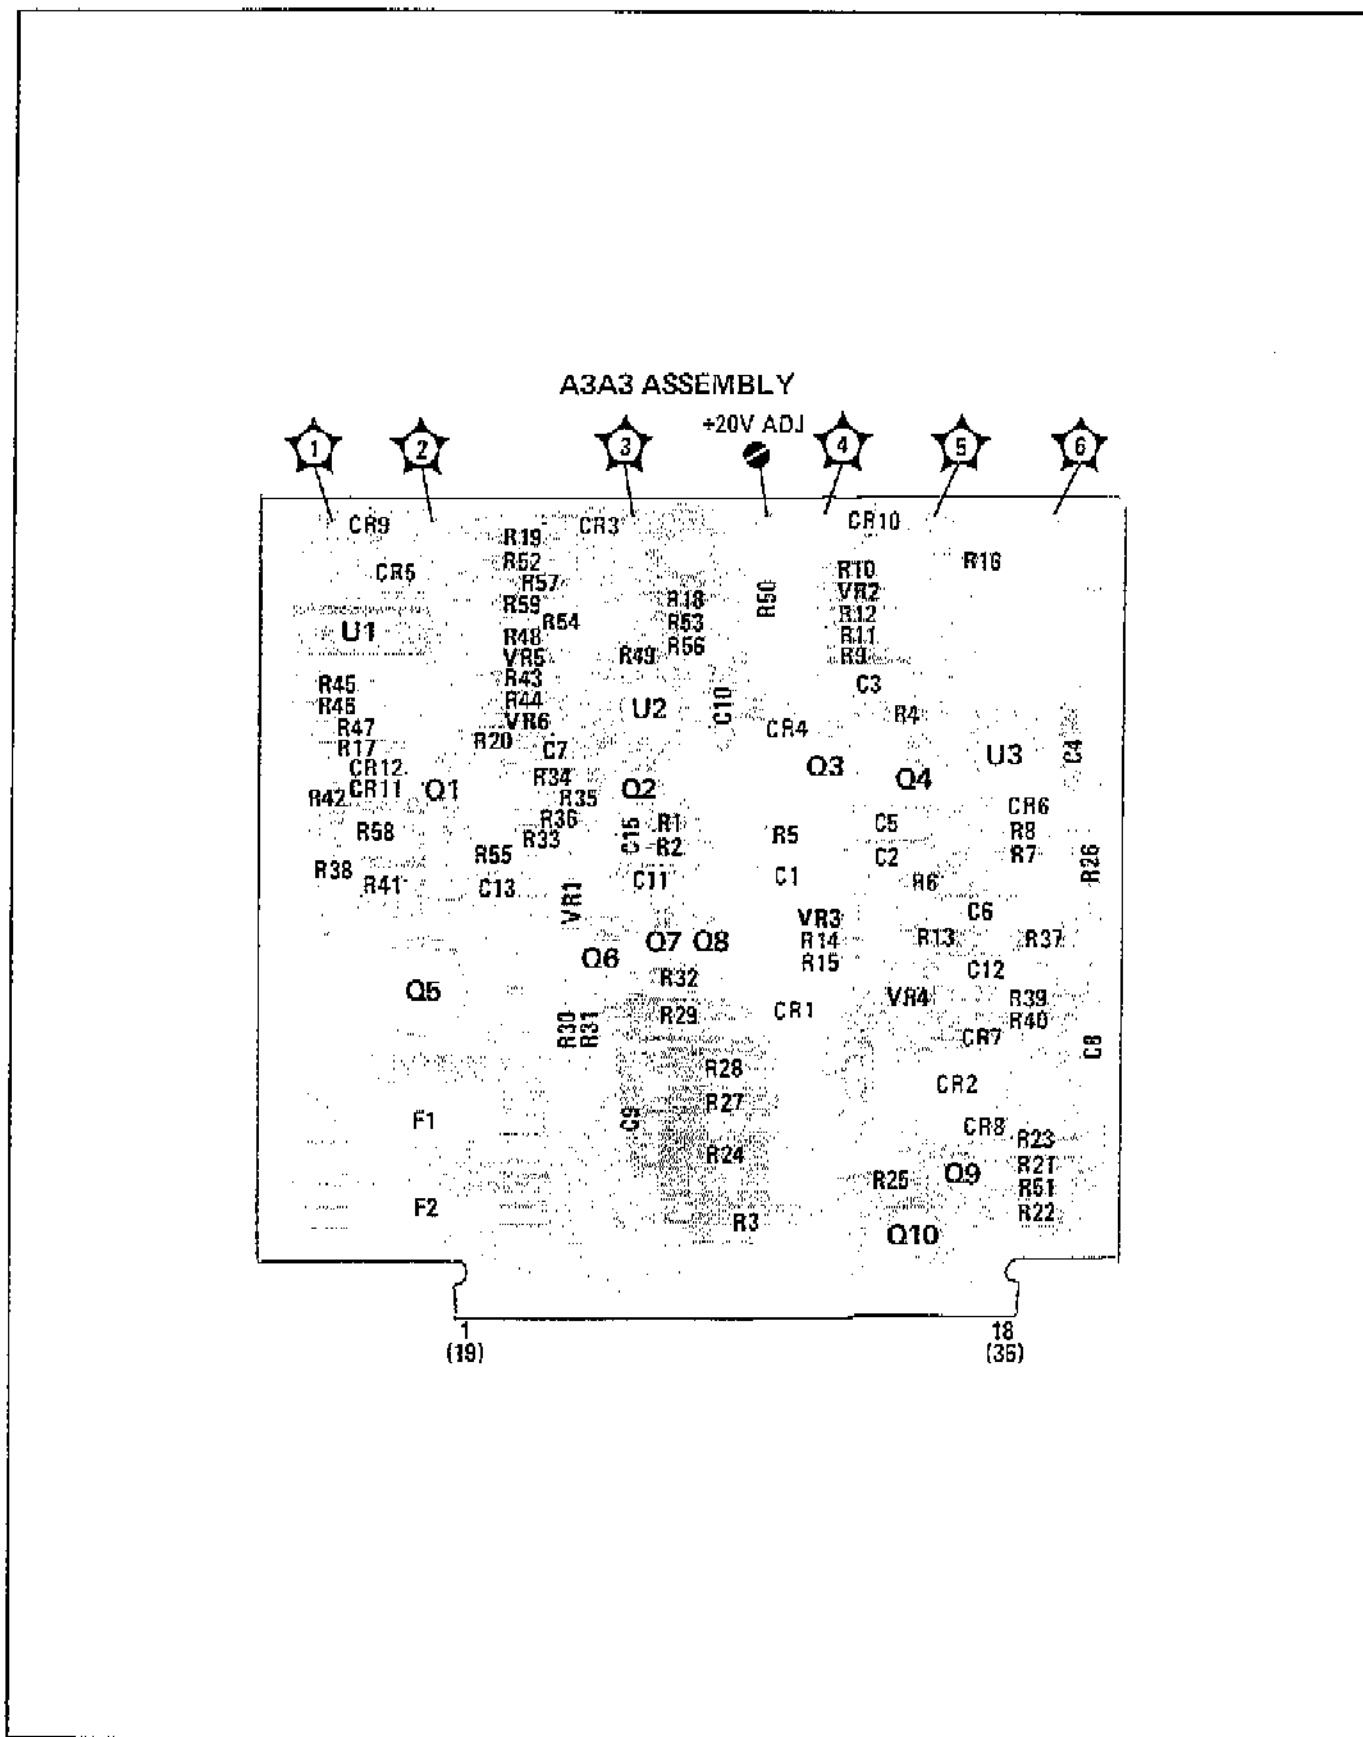 A3A3 ASSEMBLY
+20V ADJ
1 2 3 4 5 6
CR9 CR3 CR10
R19
R52 R16
CR5 R57 R10
R59 R18 R50 VR2
U1 R54 R53 R12
R48 R56 R11
VR5 R49 R9
R45 R43 C3
R46 R44 U2 C10 R4
R47 VR6 CR4
R17 R20 C7 U3 C4
CR12 R34 Q3 Q4
R42 CR11 Q1 R35 Q2 CR6
R58 R36 C15 R1 R5 C5 R8
R33 R2 C2 R7
R38 R55 R26
R41 C13 VR1 C11 C1 R6
VR3 C6
Q6 Q7 Q8 R14 R13 R37
R15 C12
Q5 R32 VR4 R39
R30 R31 R29 CR1 R40
CR7 C8
R28 CR2
F1 C9 R27 CR8
R24 R23
R25 Q9 R21
R51
F2 R3 Q10 R22
1 18
(19) (36)